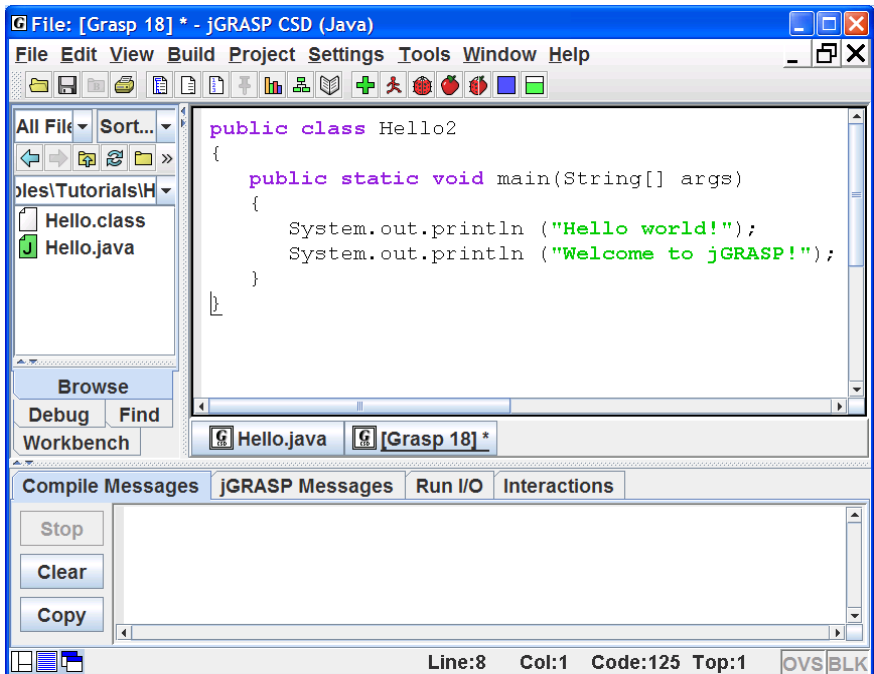 File: [Grasp 18] * - jGRASP CSD (Java)
File Edit View Build Project Settings Tools Window Help
All File Sort...
ples\Tutorials\H
Hello.class
Hello.java
Browse
Debug Find
Workbench
public class Hello2
{
public static void main(String[] args)
{
System.out.println ("Hello world!");
System.out.println ("Welcome to jGRASP!");
}
}
Hello.java [Grasp 18] *
Compile Messages jGRASP Messages Run I/O Interactions
Stop
Clear
Copy
Line:8 Col:1 Code:125 Top:1 OVS BLK